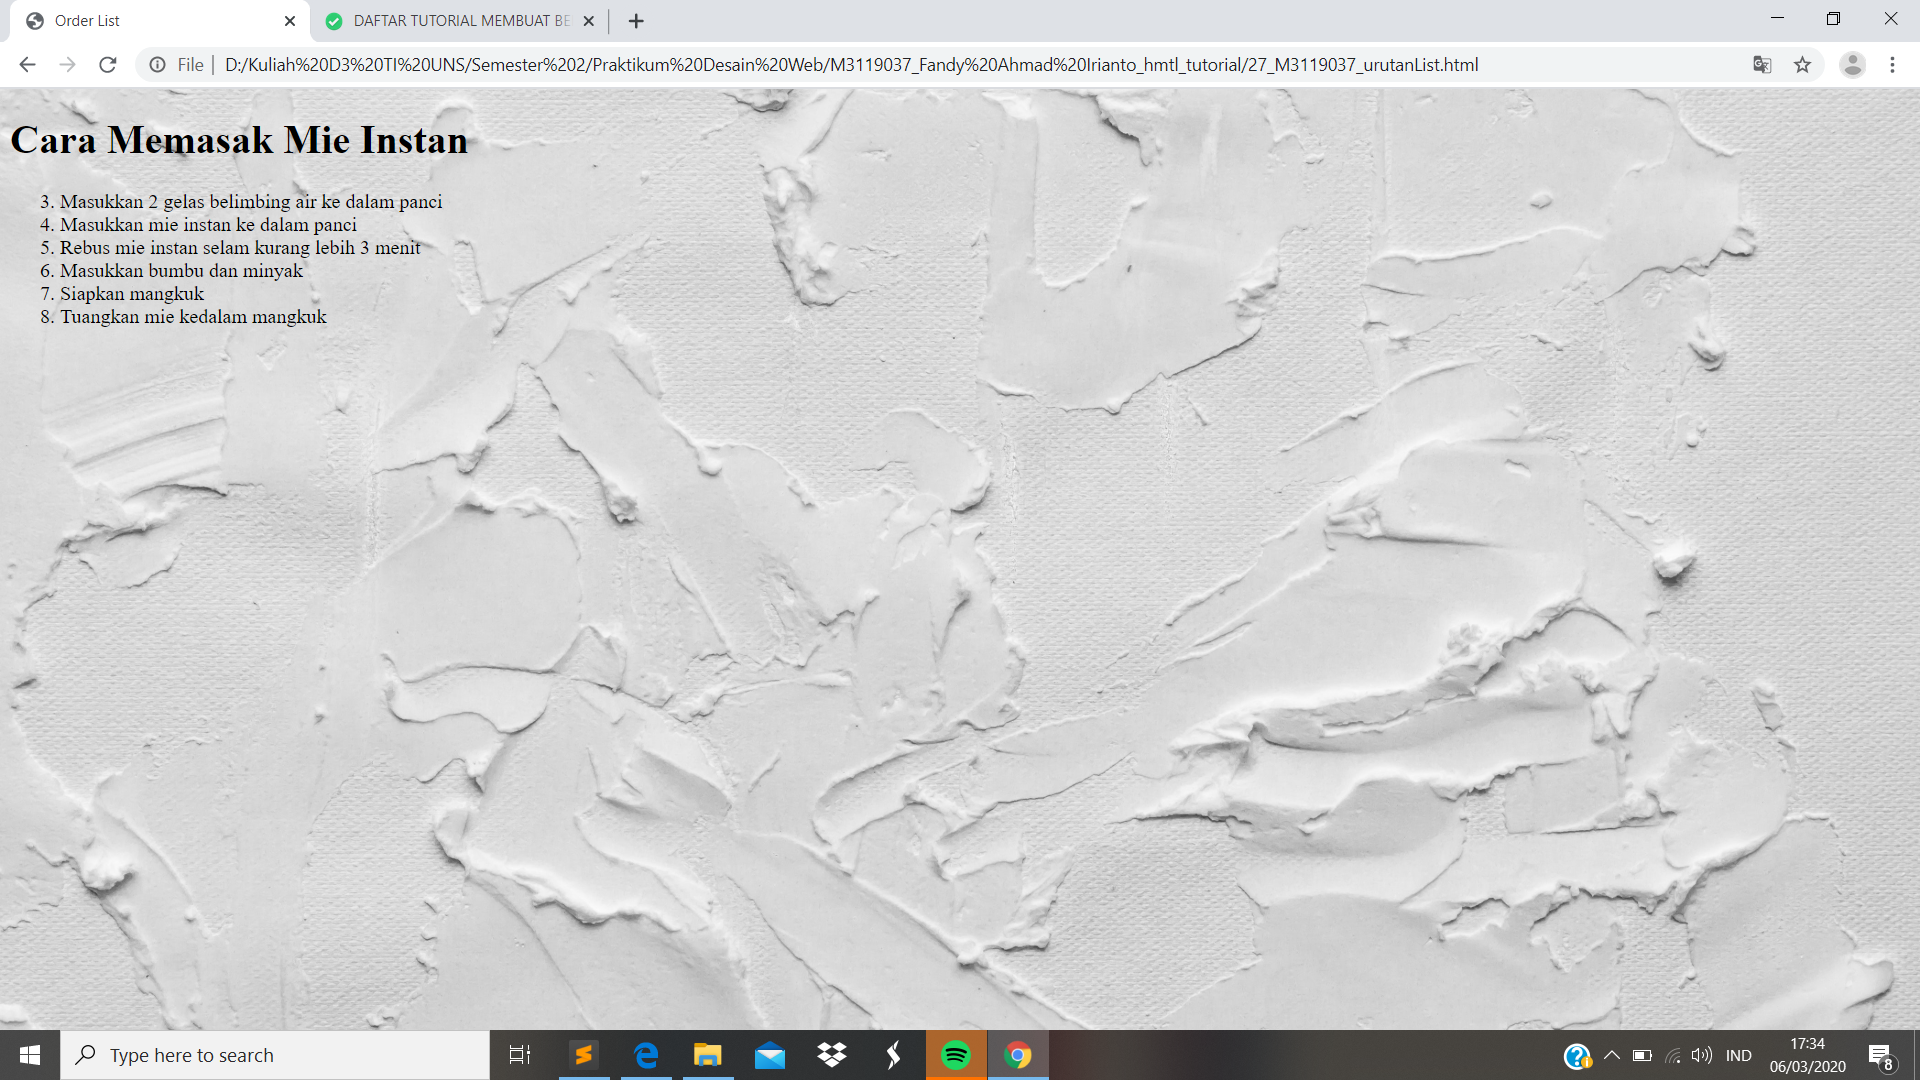 Order List
DAFTAR TUTORIAL MEMBUAT BE
File
D:/Kuliah%20D3%20TI%20UNS/Semester%202/Praktikum%20Desain%20Web/M3119037_Fandy%20Ahmad%20Irianto_hmtl_tutorial/27_M3119037_urutanList.html
Cara Memasak Mie Instan
3. Masukkan 2 gelas belimbing air ke dalam panci
4. Masukkan mie instan ke dalam panci
5. Rebus mie instan selam kurang lebih 3 menit
6. Masukkan bumbu dan minyak
7. Siapkan mangkuk
8. Tuangkan mie kedalam mangkuk
Type here to search
IND
17:34
06/03/2020
8